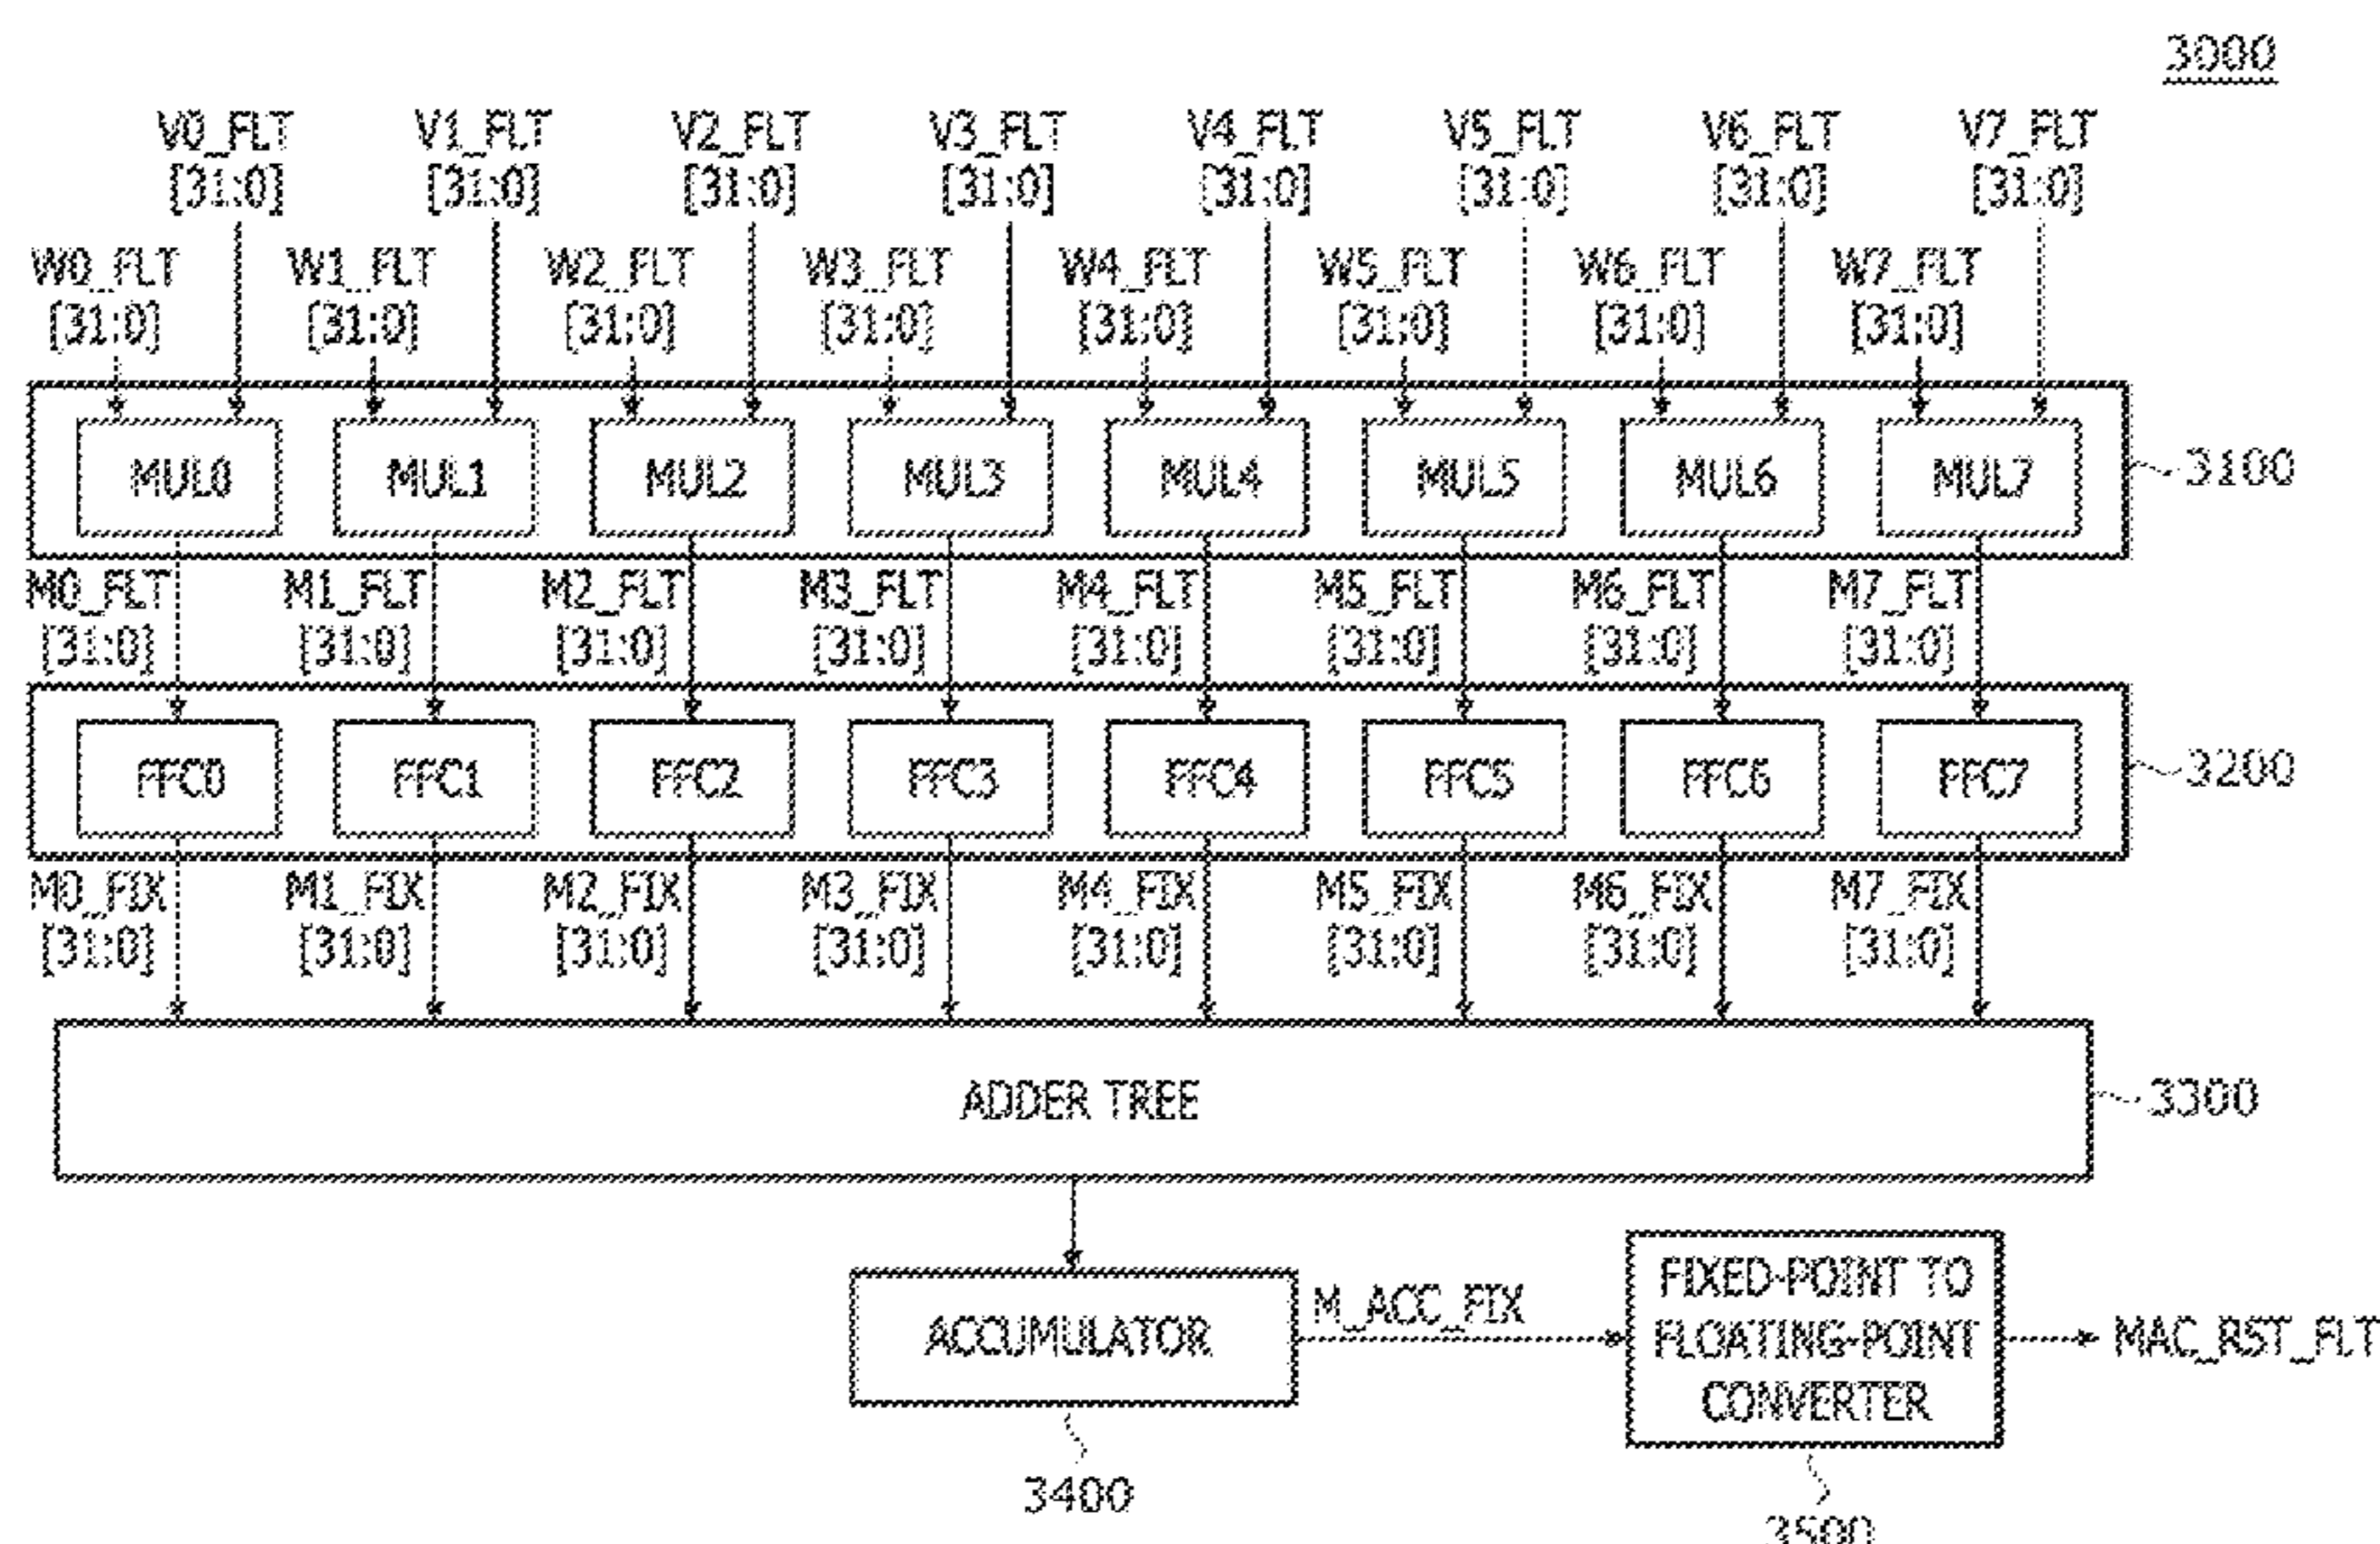 3000
V0_FLT V1_FLT V2_FLT V3_FLT V4_FLT V5_FLT V6_FLT V7_FLT
[31:0] [31:0] [31:0] [31:0] [31:0] [31:0] [31:0] [31:0]
W0_FLT W1_FLT W2_FLT W3_FLT W4_FLT W5_FLT W6_FLT W7_FLT
[31:0] [31:0] [31:0] [31:0] [31:0] [31:0] [31:0] [31:0]
MUL0 MUL1 MUL2 MUL3 MUL4 MUL5 MUL6 MUL7 3100
M0_FLT M1_FLT M2_FLT M3_FLT M4_FLT M5_FLT M6_FLT M7_FLT
[31:0] [31:0] [31:0] [31:0] [31:0] [31:0] [31:0] [31:0]
FFC0 FFC1 FFC2 FFC3 FFC4 FFC5 FFC6 FFC7 3200
M0_FIX M1_FIX M2_FIX M3_FIX M4_FIX M5_FIX M6_FIX M7_FIX
[31:0] [31:0] [31:0] [31:0] [31:0] [31:0] [31:0] [31:0]
ADDER TREE 3300
ACCUMULATOR
3400
M_ACC_FIX
FIXED-POINT TO
FLOATING-POINT
CONVERTER
3500
MAC_RST_FLT